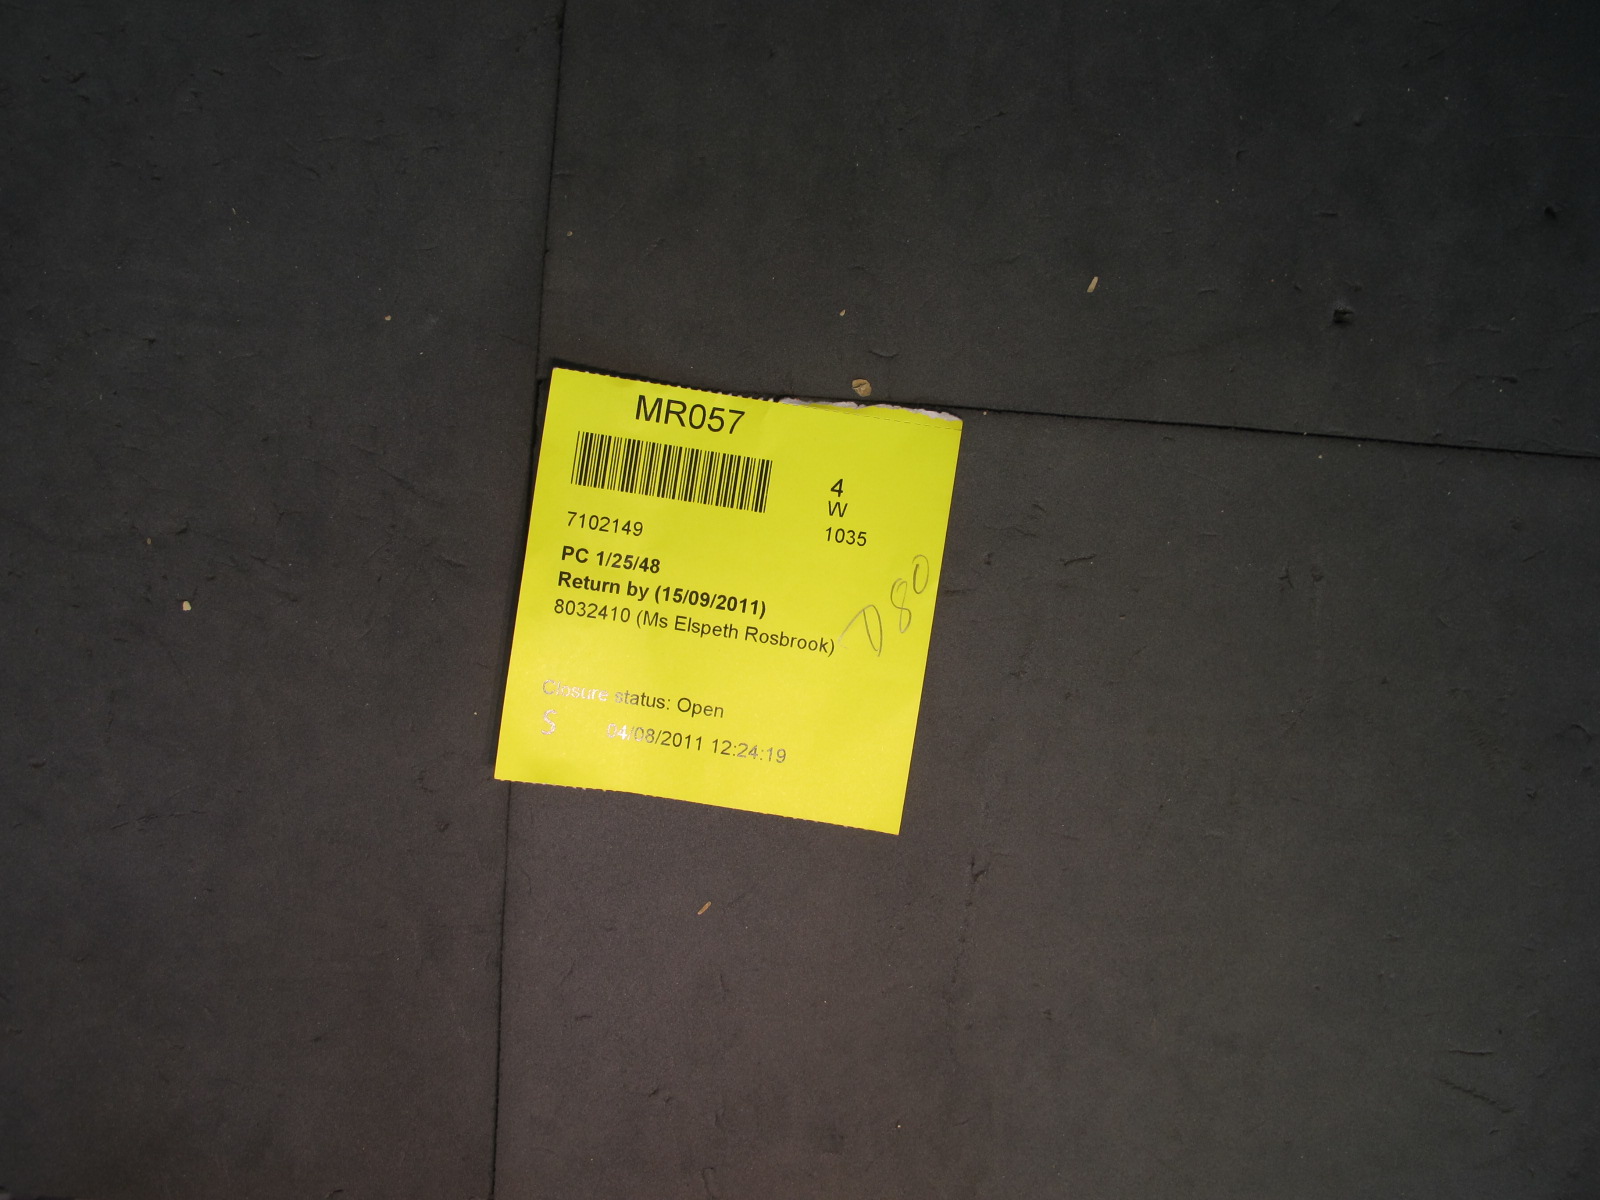 MR057
4
W
1035
7102149
PC 1/25/48
Return by (15/09/2011)
8032410 (Ms Elspeth Rosbrook)
D80
Closure status: Open
S 04/08/2011 12:24:19